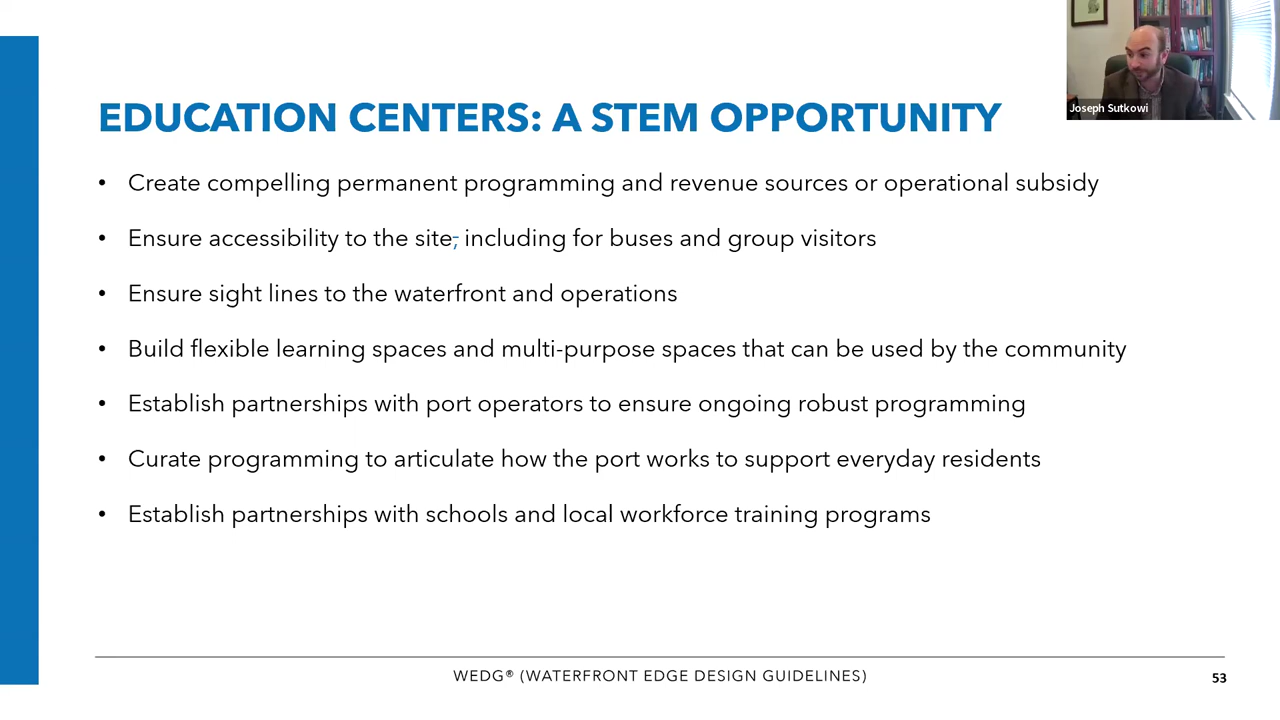 Joseph Sutkowi
EDUCATION CENTERS: A STEM OPPORTUNITY
• Create compelling permanent programming and revenue sources or operational subsidy
• Ensure accessibility to the site, including for buses and group visitors
• Ensure sight lines to the waterfront and operations
• Build flexible learning spaces and multi-purpose spaces that can be used by the community
• Establish partnerships with port operators to ensure ongoing robust programming
• Curate programming to articulate how the port works to support everyday residents
• Establish partnerships with schools and local workforce training programs
WEDG® (WATERFRONT EDGE DESIGN GUIDELINES)
53